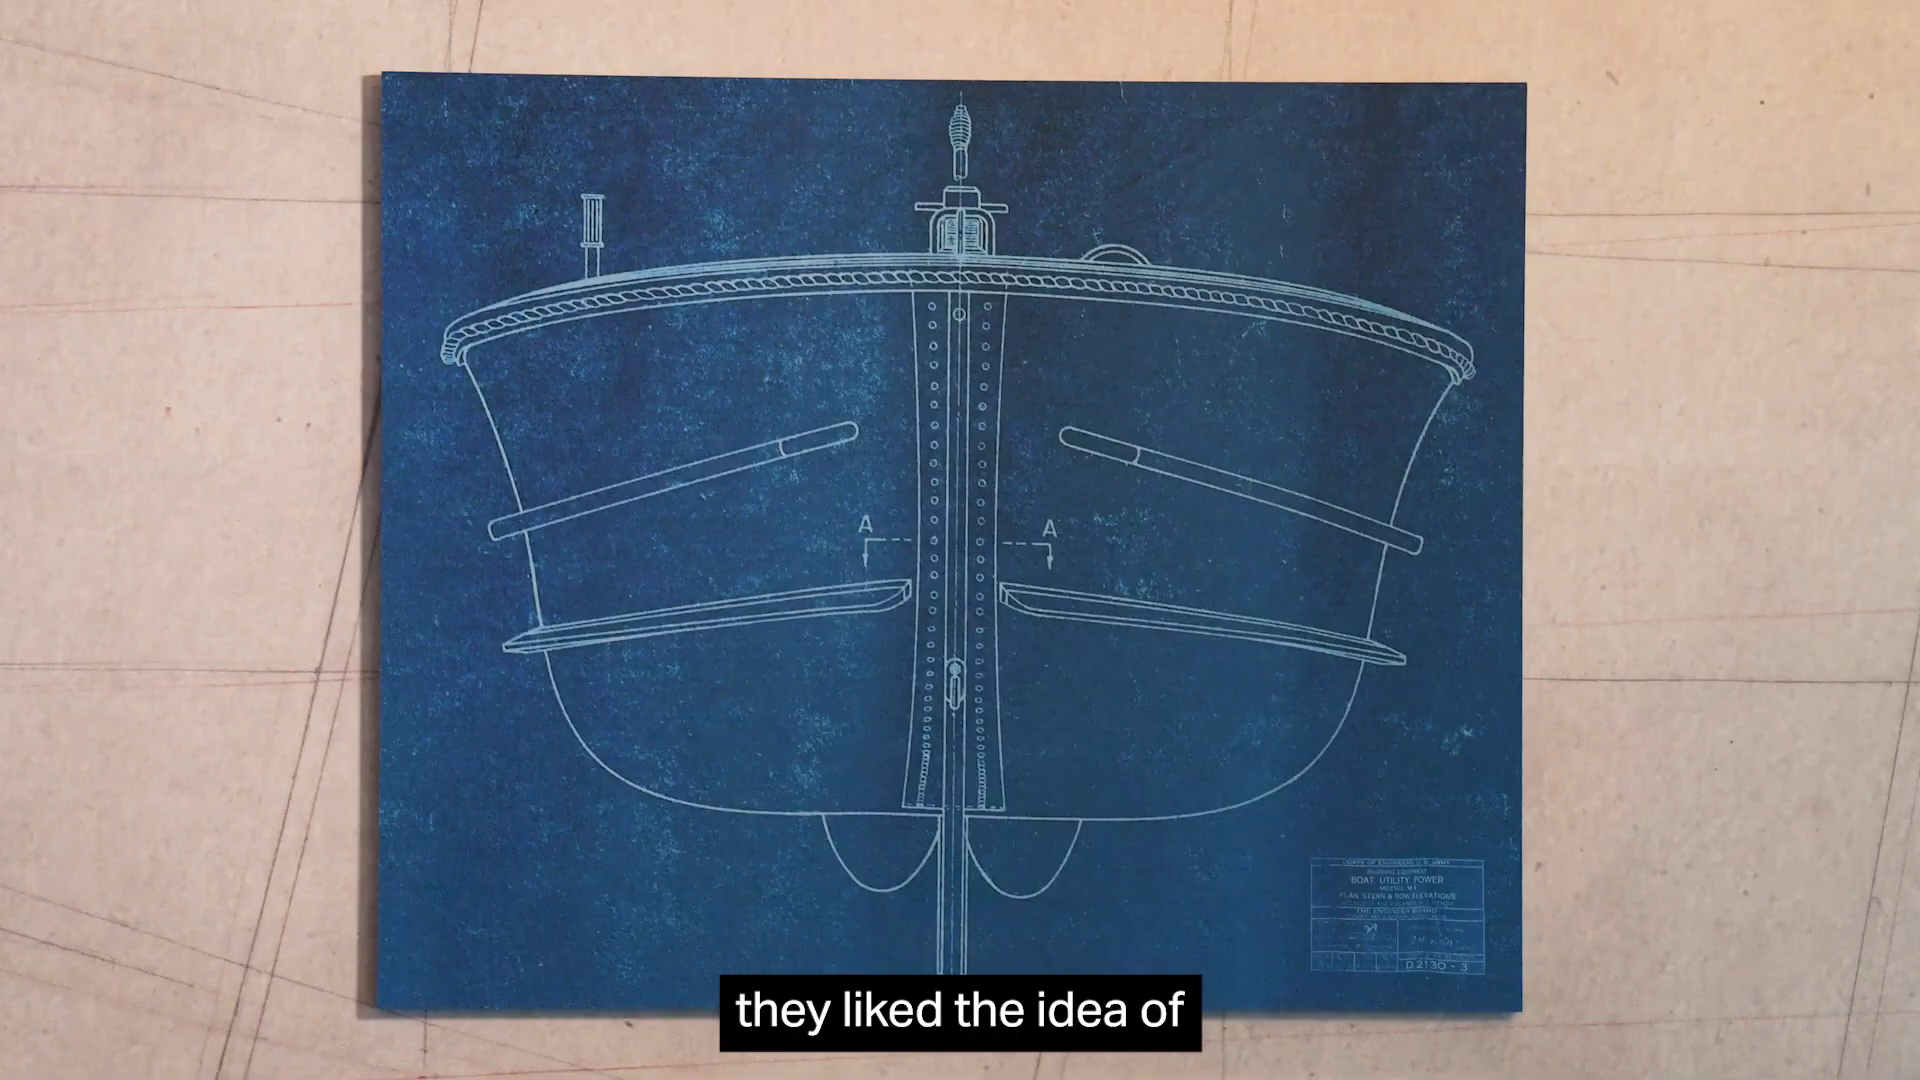 A A
CORPS OF ENGINEERS U.S. ARMY
BOAT, UTILITY, POWER
MODEL M1
PLAN, STERN & BOW ELEVATIONS
THE ENGINEER BOARD
D 2130 - 3
they liked the idea of